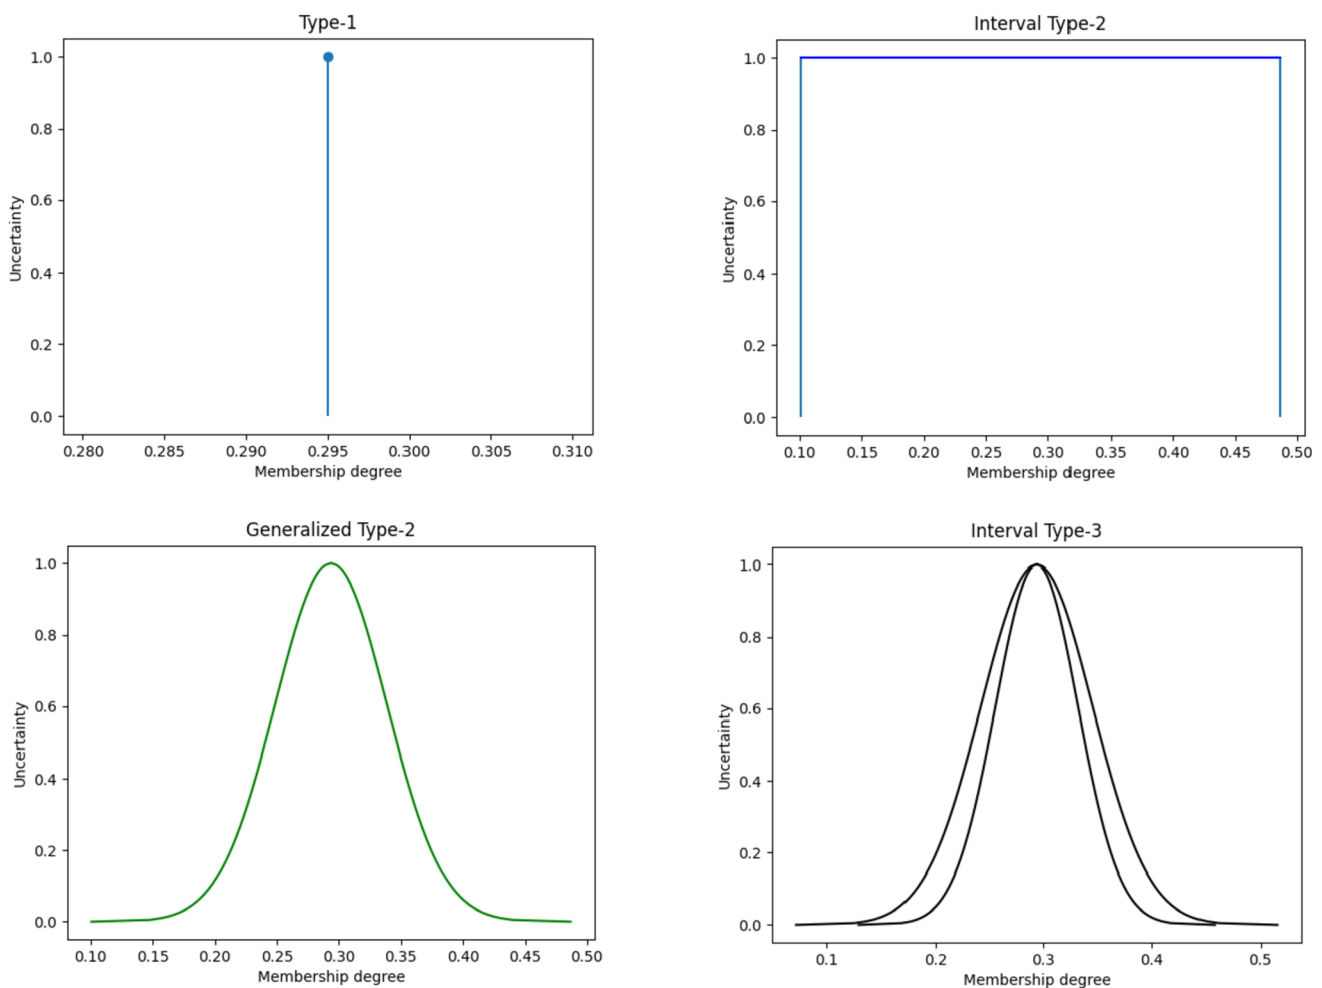 Type-1
1.0
0.8
0.6
0.4
0.2
0.0
Uncertainty
0.280 0.285 0.290 0.295 0.300 0.305 0.310
Membership degree
Interval Type-2
1.0
0.8
0.6
0.4
0.2
0.0
Uncertainty
0.10 0.15 0.20 0.25 0.30 0.35 0.40 0.45 0.50
Membership degree
Generalized Type-2
1.0
0.8
0.6
0.4
0.2
0.0
Uncertainty
0.10 0.15 0.20 0.25 0.30 0.35 0.40 0.45 0.50
Membership degree
Interval Type-3
1.0
0.8
0.6
0.4
0.2
0.0
Uncertainty
0.1 0.2 0.3 0.4 0.5
Membership degree